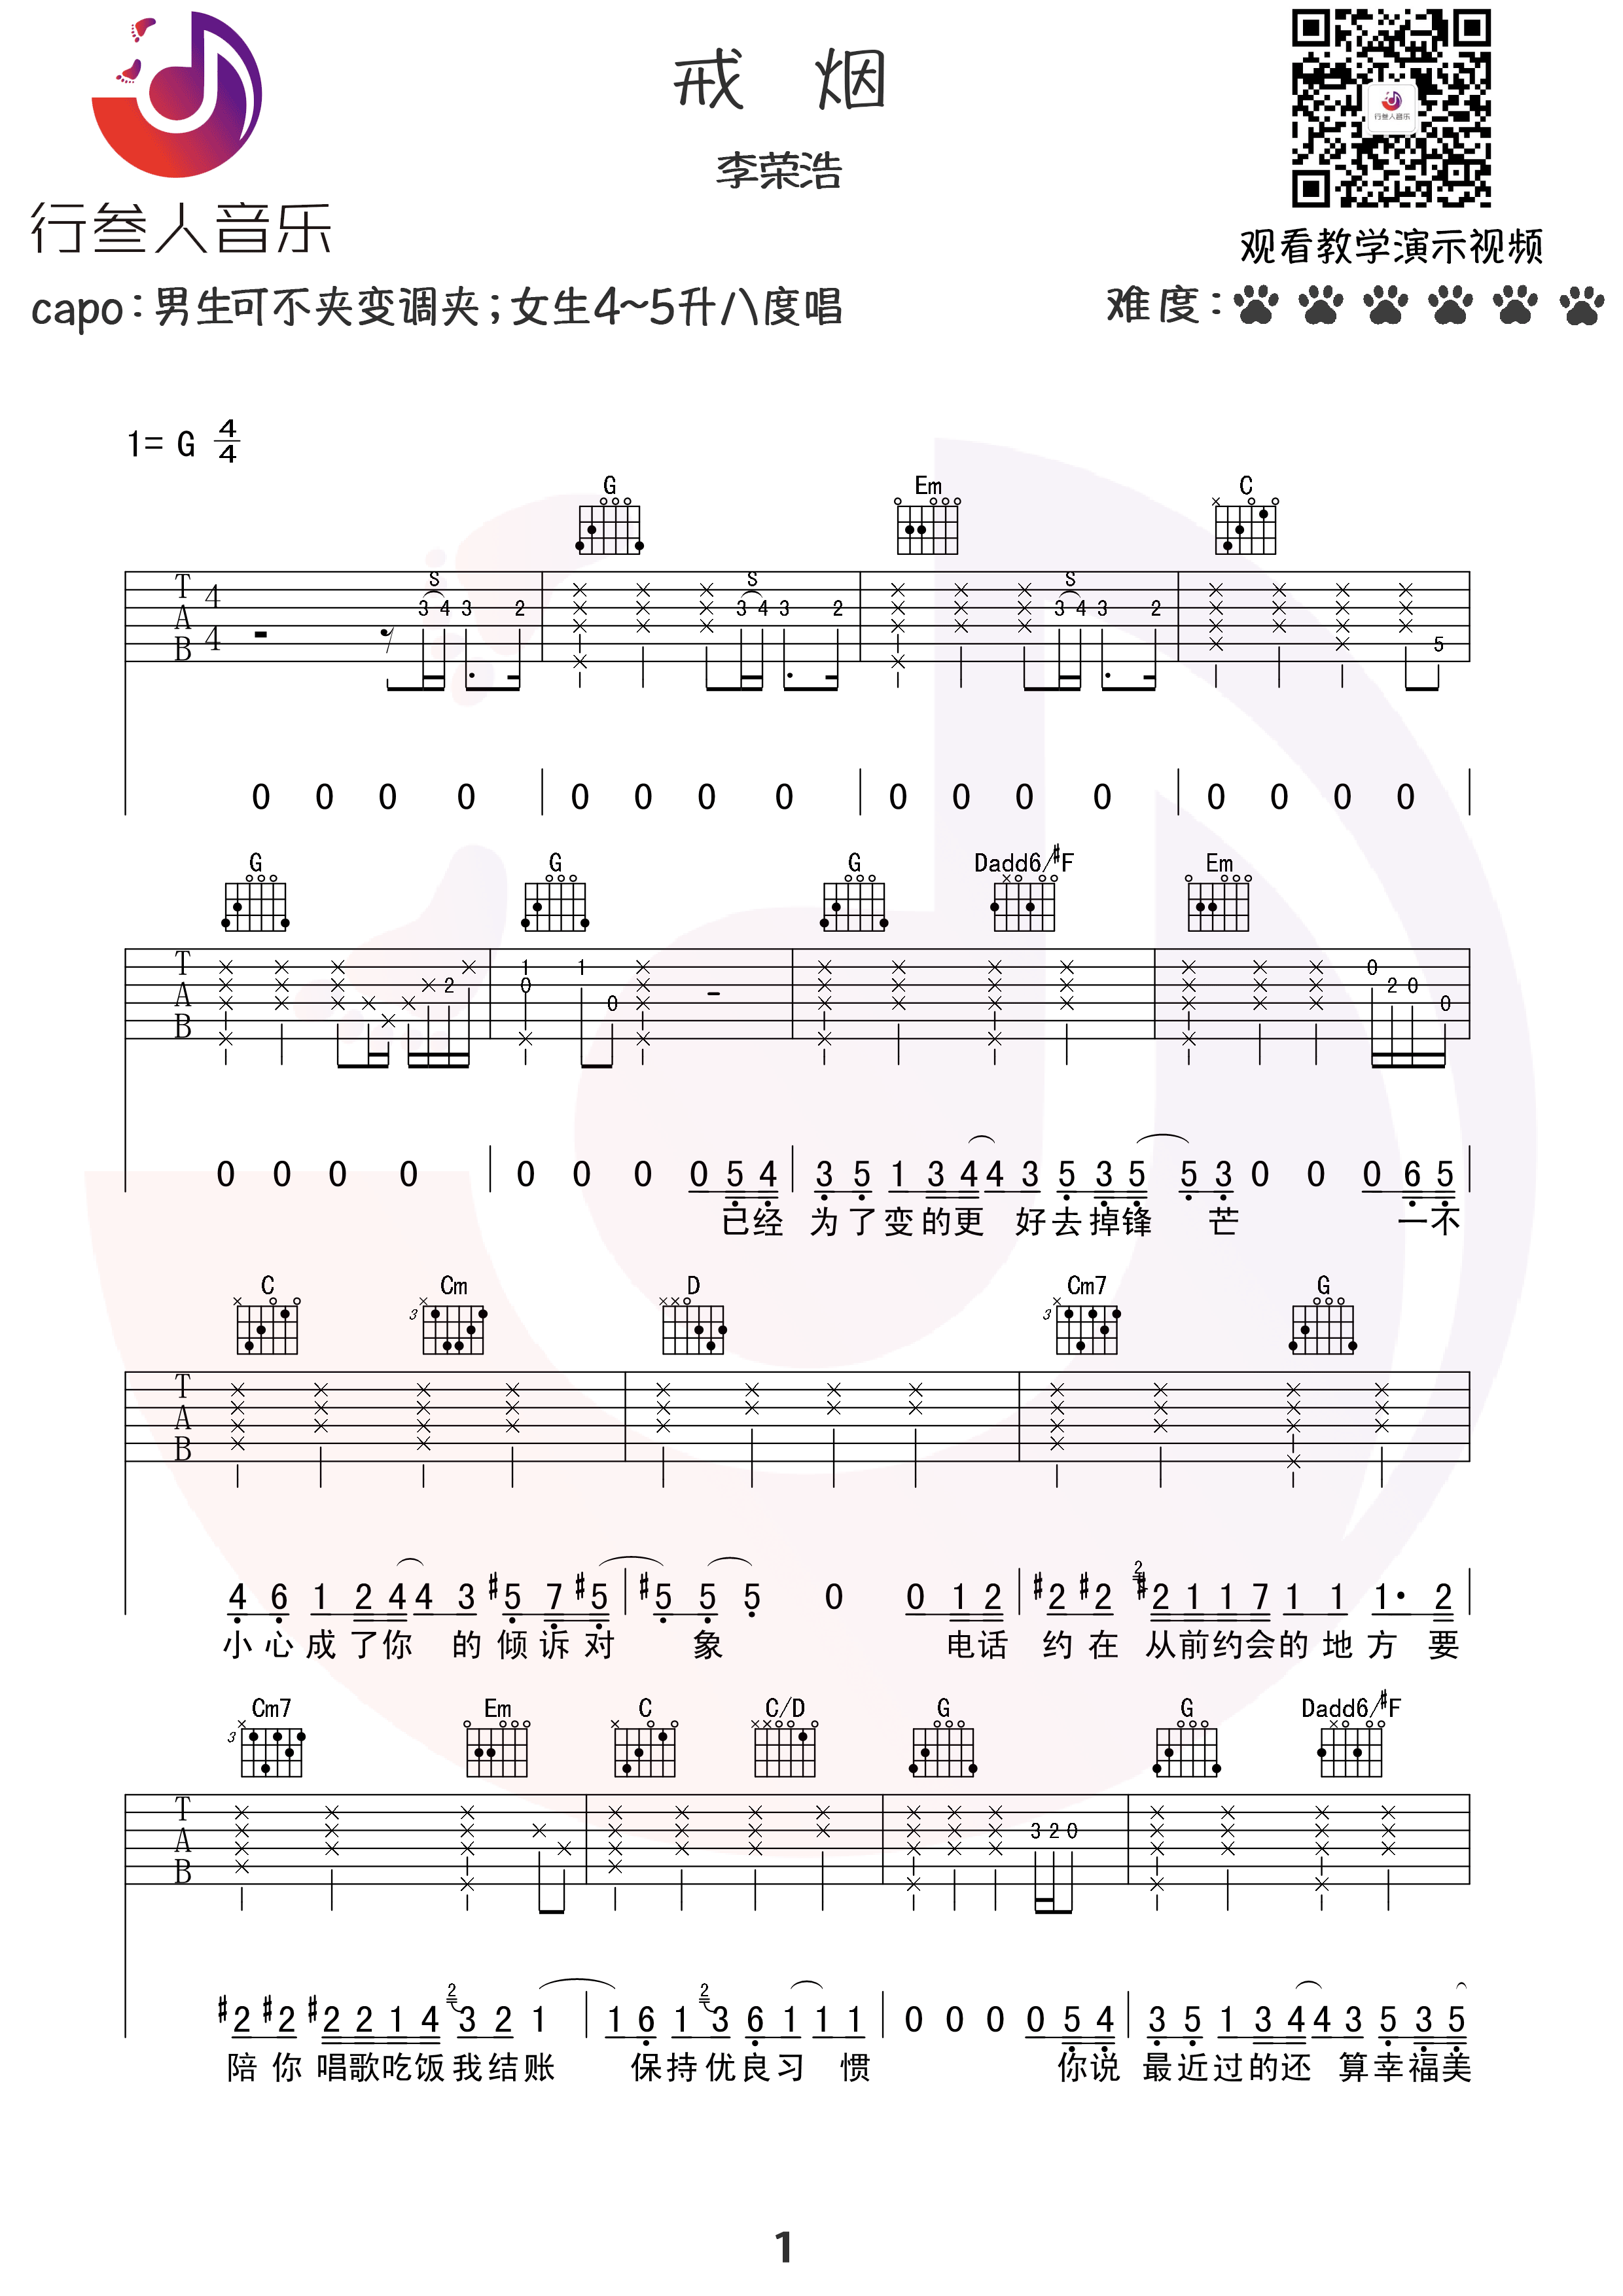 戒 烟
李荣浩
行叁人音乐
行叁人音乐
观看教学演示视频
capo:男生可不夹变调夹;女生4~5升八度唱
难度:
1= G 4/4
G Em C
S S S
T A B 4 4 3 4 3 2 3 4 3 2 3 4 3 2 5
0 0 0 0 0 0 0 0 0 0 0 0 0 0 0 0
G G G Dadd6/#F Em
T A B 2 1 0 1 0 0 2 0 0
0 0 0 0 0 0 0 0 5 4 3 5 1 3 4 4 3 5 3 5 5 3 0 0 0 6 5
已经 为了变的更 好去掉锋 芒 一不
C Cm D Cm7 G
3 3
T A B
4 6 1 2 4 4 3 #5 7 #5 #5 5 5 0 0 1 2 #2 #2 2 #2 1 1 7 1 1 1· 2
小心成了你 的倾诉对 象 电话 约在 从前约会的地方 要
Cm7 Em C C/D G G Dadd6/#F
3
T A B 3 2 0
#2 #2 #2 2 1 4 2 3 2 1 1 6 1 2 3 6 1 1 1 0 0 0 0 5 4 3 5 1 3 4 4 3 5 3 5
陪你 唱歌吃饭我结账 保持优良习 惯 你说 最近过的还 算幸福美
1